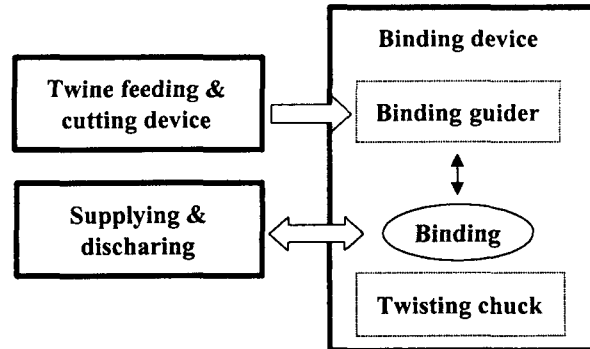 Binding device
Twine feeding &
cutting device
Binding guider
Supplying &
discharing
Binding
Twisting chuck